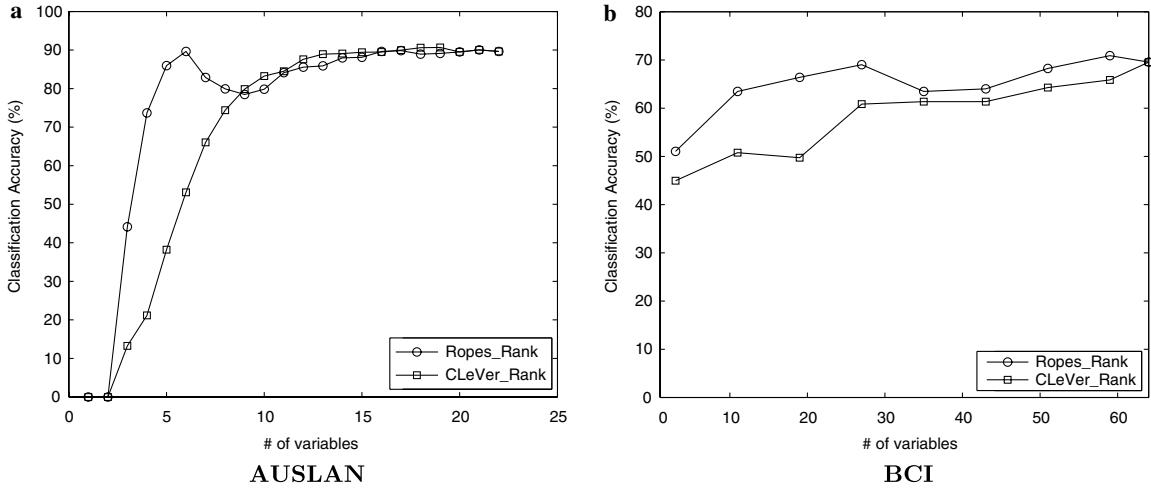 a
100
90
80
70
60
50
40
30
20
10
0
Classification Accuracy (%)
Ropes_Rank
CLeVer_Rank
0 5 10 15 20 25
# of variables
AUSLAN
b
80
70
60
50
40
30
20
10
0
Classification Accuracy (%)
Ropes_Rank
CLeVer_Rank
0 10 20 30 40 50 60
# of variables
BCI